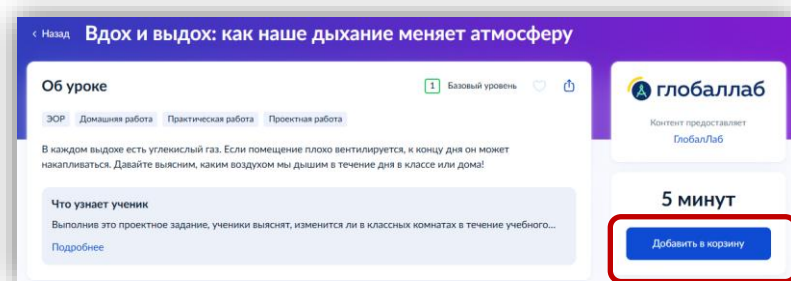 ‹ Назад Вдох и выдох: как наше дыхание меняет атмосферу
Об уроке
1 Базовый уровень
ЭОР Домашняя работа Практическая работа Проектная работа
В каждом выдохе есть углекислый газ. Если помещение плохо вентилируется, к концу дня он может
накапливаться. Давайте выясним, каким воздухом мы дышим в течение дня в классе или дома!
Что узнает ученик
Выполнив это проектное задание, ученики выяснят, изменится ли в классных комнатах в течение учебного...
Подробнее
глобаллаб
Контент предоставляет
ГлобалЛаб
5 минут
Добавить в корзину